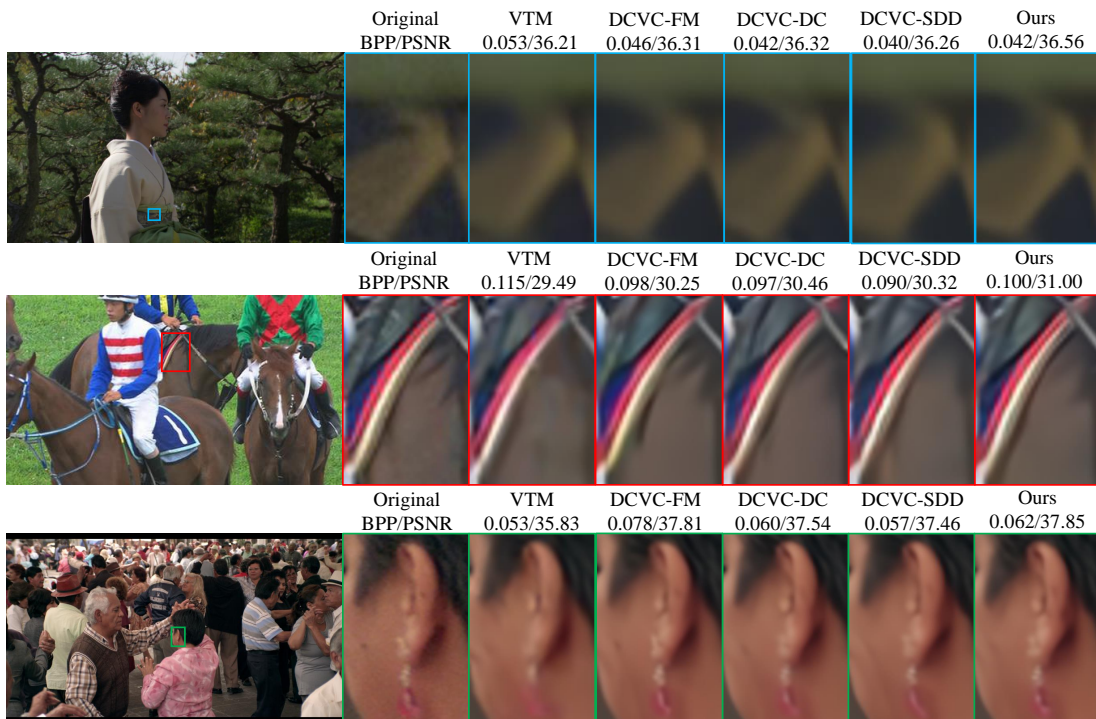 Original VTM DCVC-FM DCVC-DC DCVC-SDD Ours
BPP/PSNR 0.053/36.21 0.046/36.31 0.042/36.32 0.040/36.26 0.042/36.56
Original VTM DCVC-FM DCVC-DC DCVC-SDD Ours
BPP/PSNR 0.115/29.49 0.098/30.25 0.097/30.46 0.090/30.32 0.100/31.00
Original VTM DCVC-FM DCVC-DC DCVC-SDD Ours
BPP/PSNR 0.053/35.83 0.078/37.81 0.060/37.54 0.057/37.46 0.062/37.85